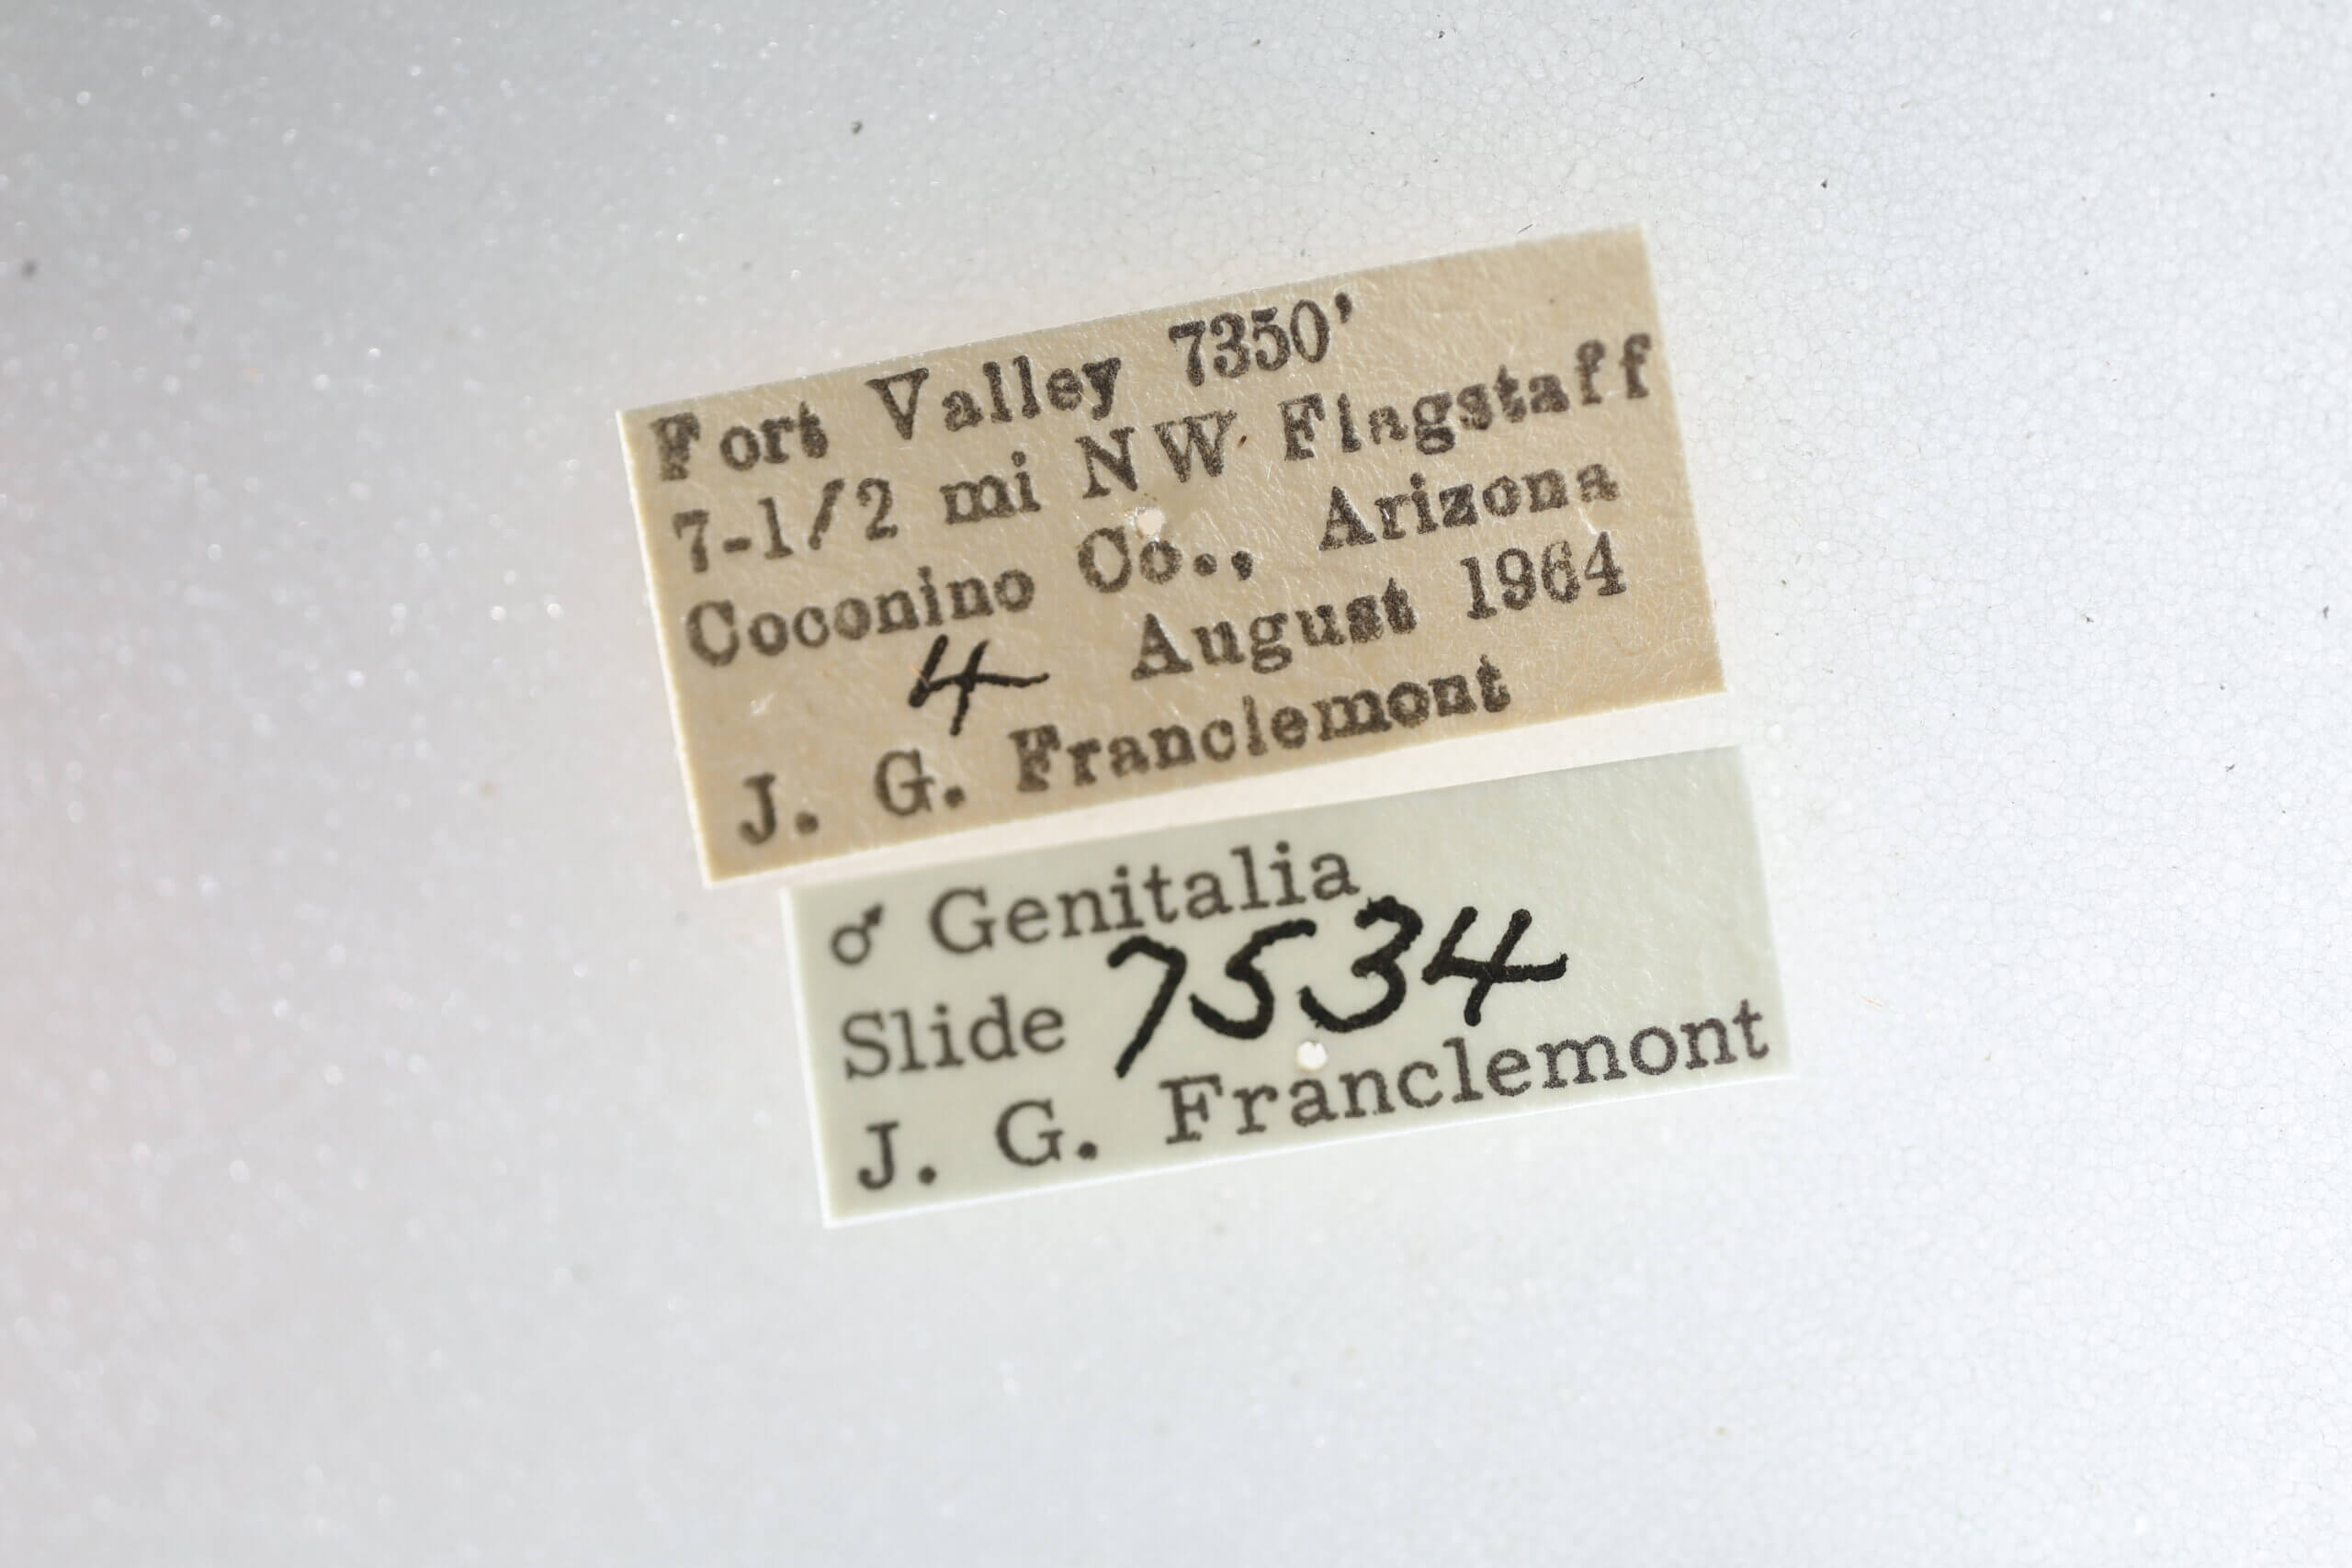 Fort Valley 7350'
7-1/2 mi NW Flagstaff
Coconino Co., Arizona
4 August 1964
J. G. Franclemont
♂ Genitalia
Slide 7534
J. G. Franclemont